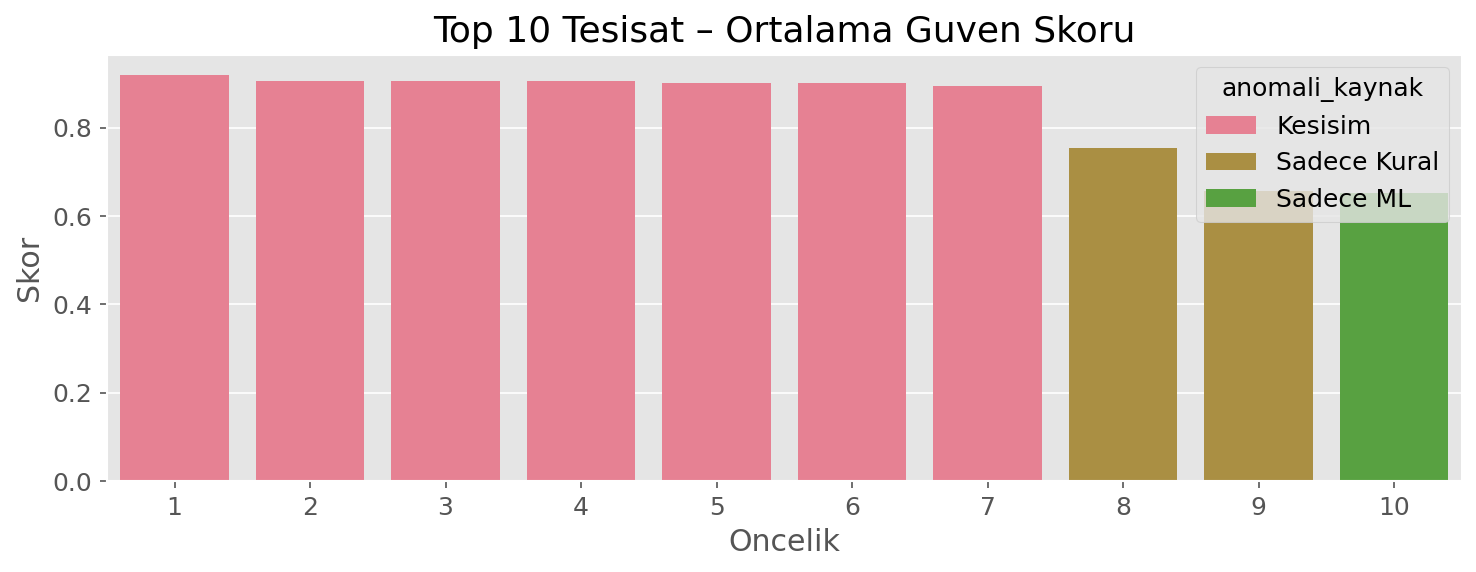 Top 10 Tesisat – Ortalama Guven Skoru
anomali_kaynak
Kesisim
Sadece Kural
Sadece ML
Skor
0.8
0.6
0.4
0.2
0.0
1 2 3 4 5 6 7 8 9 10
Oncelik